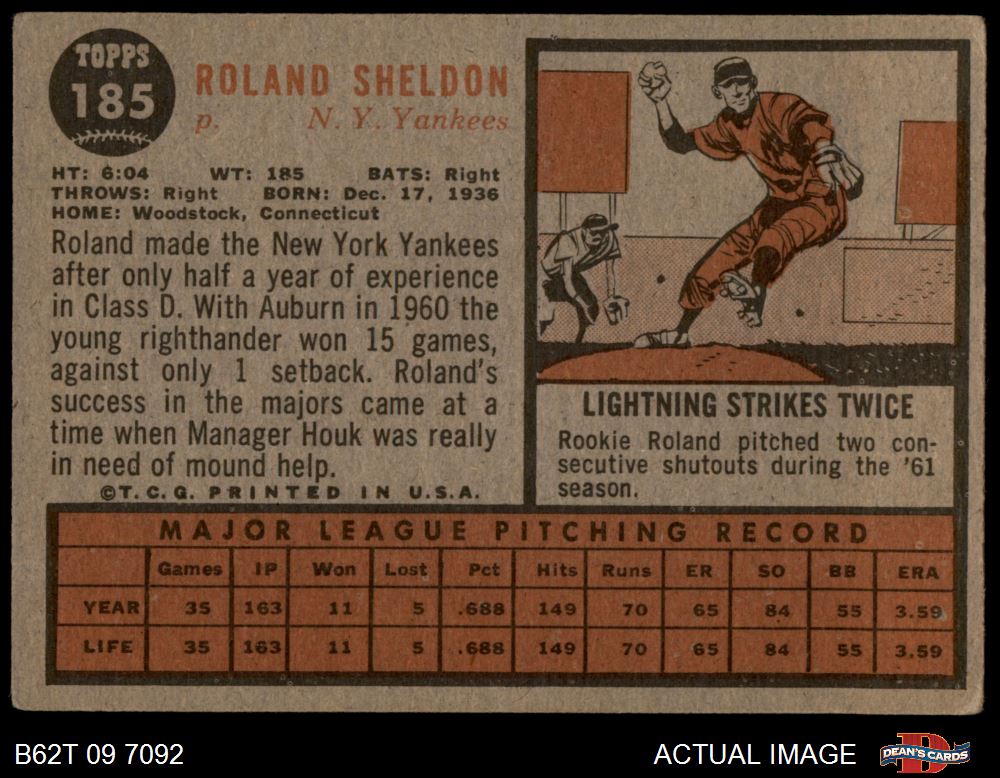 TOPPS
185
ROLAND SHELDON
p. N. Y. Yankees
HT: 6:04 WT: 185 BATS: Right
THROWS: Right BORN: Dec. 17, 1936
HOME: Woodstock, Connecticut
Roland made the New York Yankees
after only half a year of experience
in Class D. With Auburn in 1960 the
young righthander won 15 games,
against only 1 setback. Roland's
success in the majors came at a
time when Manager Houk was really
in need of mound help.
©T. C. G. PRINTED IN U.S.A.
LIGHTNING STRIKES TWICE
Rookie Roland pitched two con-
secutive shutouts during the '61
season.
MAJOR LEAGUE PITCHING RECORD
Games IP Won Lost Pct Hits Runs ER SO BB ERA
YEAR 35 163 11 5 .688 149 70 65 84 55 3.59
LIFE 35 163 11 5 .688 149 70 65 84 55 3.59
B62T 09 7092 ACTUAL IMAGE DEAN'S CARDS